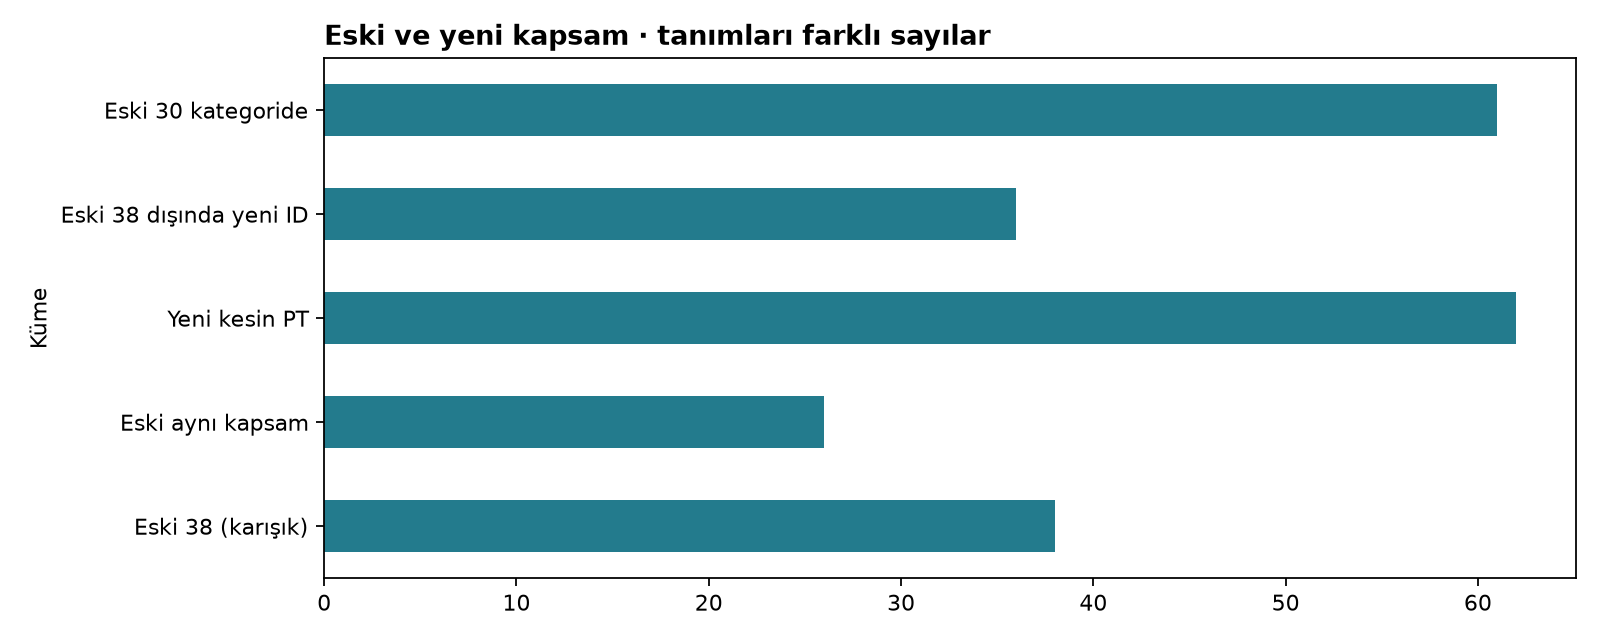 Eski ve yeni kapsam · tanımları farklı sayılar
Eski 30 kategoride
Eski 38 dışında yeni ID
Yeni kesin PT
Eski aynı kapsam
Eski 38 (karışık)
Küme
0 10 20 30 40 50 60